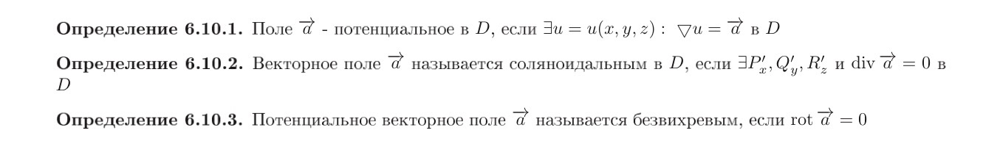 Определение 6.10.1. Поле $\overrightarrow{a}$ - потенциальное в $D$, если $\exists u = u(x, y, z) : \ \bigtriangledown u = \overrightarrow{a}$ в $D$
Определение 6.10.2. Векторное поле $\overrightarrow{a}$ называется соляноидальным в $D$, если $\exists P'_x, Q'_y, R'_z$ и $\operatorname{div} \overrightarrow{a} = 0$ в
$D$
Определение 6.10.3. Потенциальное векторное поле $\overrightarrow{a}$ называется безвихревым, если $\operatorname{rot} \overrightarrow{a} = 0$